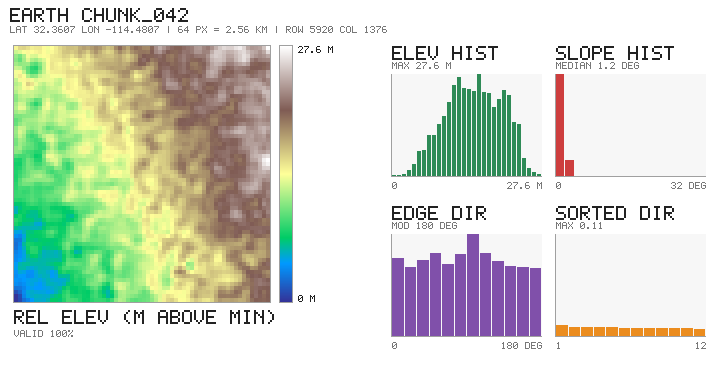 EARTH CHUNK_042
LAT 32.3607 LON -114.4807 | 64 PX = 2.56 KM | ROW 5920 COL 1376
27.6 M
0 M
REL ELEV (M ABOVE MIN)
VALID 100%
ELEV HIST
MAX 27.6 M
0 27.6 M
SLOPE HIST
MEDIAN 1.2 DEG
0 32 DEG
EDGE DIR
MOD 180 DEG
0 180 DEG
SORTED DIR
MAX 0.11
1 12